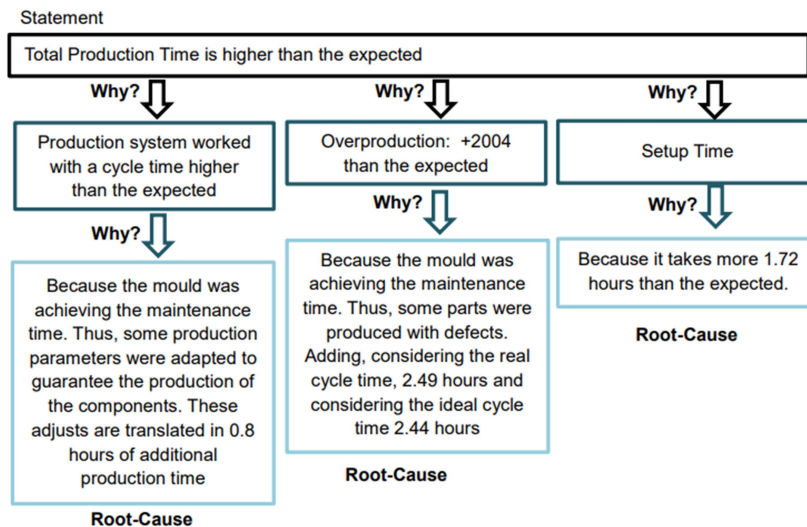 Statement
Total Production Time is higher than the expected
Why?
Why?
Why?
Production system worked
with a cycle time higher
than the expected
Overproduction: +2004
than the expected
Setup Time
Why?
Why?
Why?
Because the mould was
achieving the maintenance
time. Thus, some production
parameters were adapted to
guarantee the production of
the components. These
adjusts are translated in 0.8
hours of additional
production time
Root-Cause
Because the mould was
achieving the maintenance
time. Thus, some parts were
produced with defects.
Adding, considering the real
cycle time, 2.49 hours and
considering the ideal cycle
time 2.44 hours
Root-Cause
Because it takes more 1.72
hours than the expected.
Root-Cause